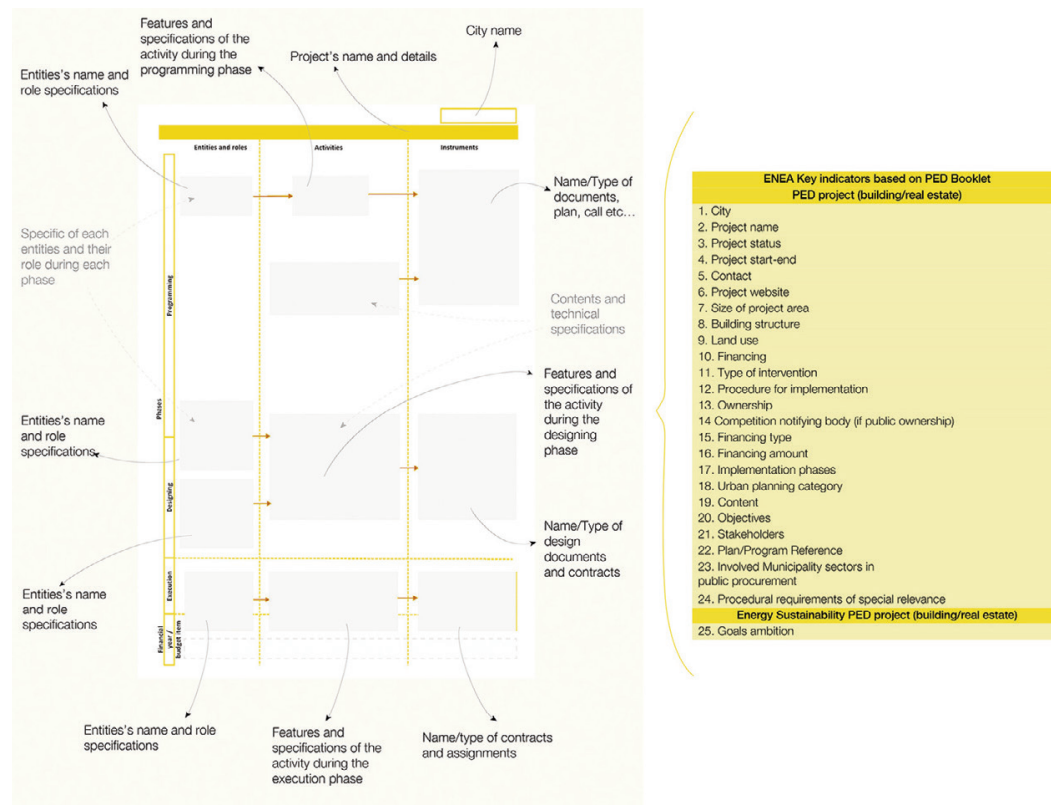 Features and
specifications of the
activity during the
programming phase
City name
Project's name and details
Entities's name and
role specifications
Entities and roles
Activities
Instruments
Name/Type of
documents,
plan, call etc...
Specific of each
entities and their
role during each
phase
Programming
Contents and
technical
specifications
Features and
specifications of
the activity
during the
designing
phase
Phases
Entities's name
and role
specifications
Designing
Name/Type of
design
documents
and contracts
Entities's name
and role
specifications
Execution
Financial
year /
budget item
Entities's name and role
specifications
Features and
specifications of the
activity during the
execution phase
Name/type of contracts
and assignments
ENEA Key indicators based on PED Booklet
PED project (building/real estate)
1. City
2. Project name
3. Project status
4. Project start-end
5. Contact
6. Project website
7. Size of project area
8. Building structure
9. Land use
10. Financing
11. Type of intervention
12. Procedure for implementation
13. Ownership
14 Competition notifying body (if public ownership)
15. Financing type
16. Financing amount
17. Implementation phases
18. Urban planning category
19. Content
20. Objectives
21. Stakeholders
22. Plan/Program Reference
23. Involved Municipality sectors in
public procurement
24. Procedural requirements of special relevance
Energy Sustainability PED project (building/real estate)
25. Goals ambition